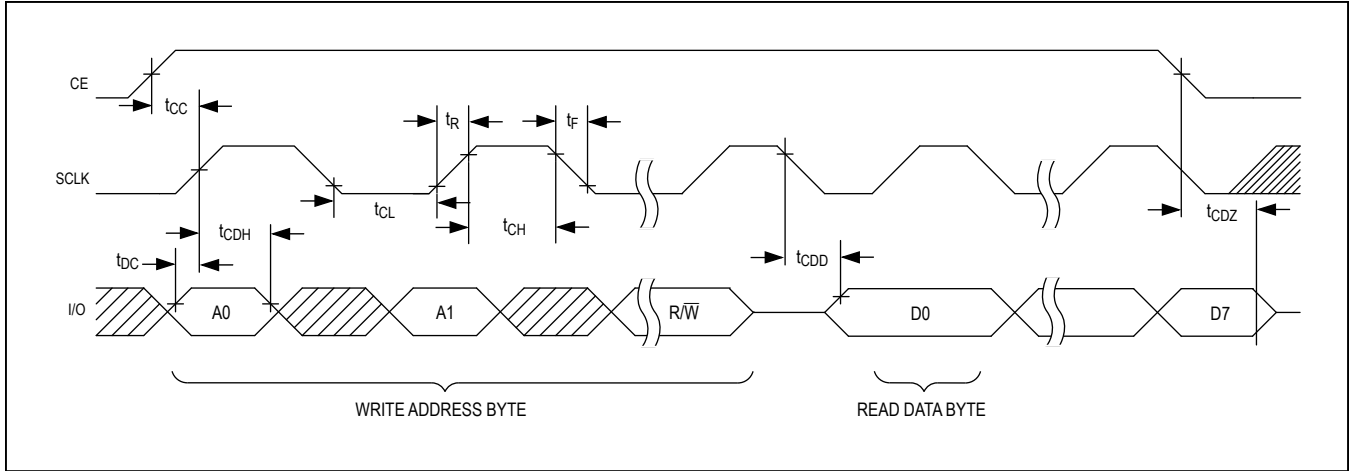 CE
tCC
tR
tF
SCLK
tCL
tCH
tCDZ
tCDH
tDC
tCDD
I/O
A0
A1
R/W̅
D0
D7
WRITE ADDRESS BYTE
READ DATA BYTE